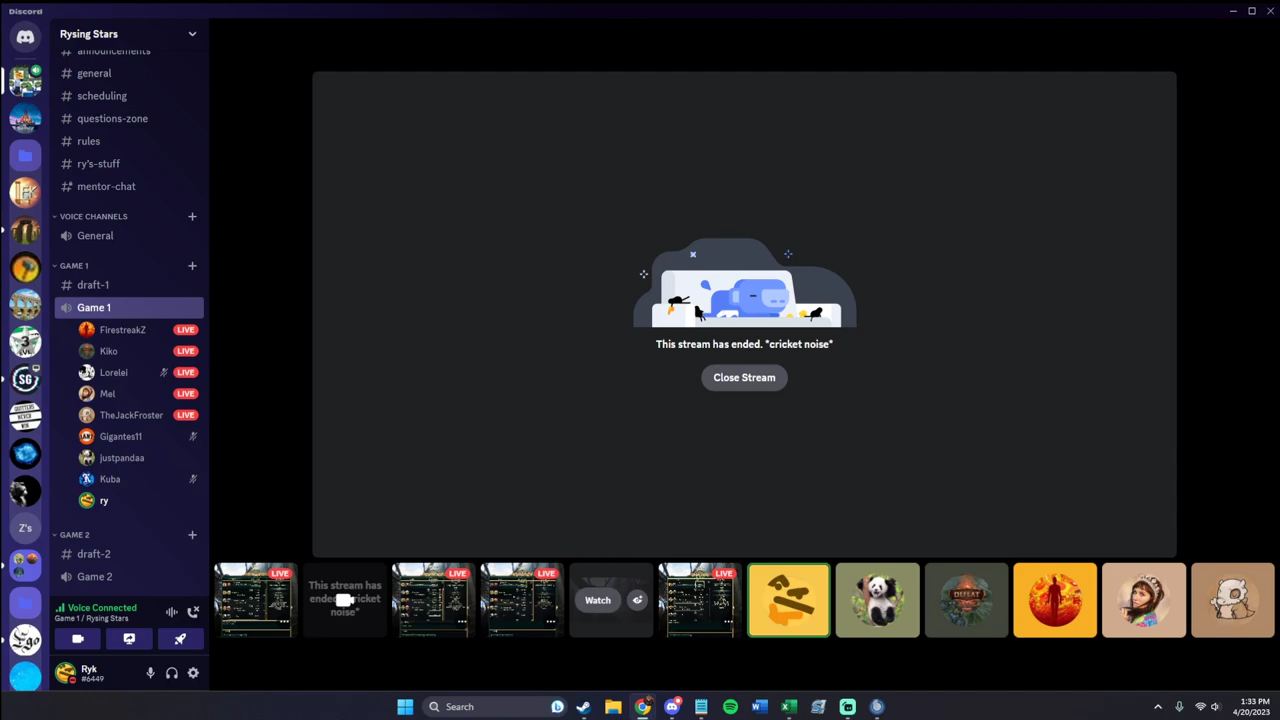 Discord
Rysing Stars
announcements
general
scheduling
questions-zone
rules
ry's-stuff
mentor-chat
VOICE CHANNELS
General
GAME 1
draft-1
Game 1
FirestreakZ LIVE
Kiko LIVE
Lorelei LIVE
Mel LIVE
TheJackFroster LIVE
Gigantes11
justpandaa
Kuba
ry
GAME 2
draft-2
Game 2
Voice Connected
Game 1 / Rysing Stars
Ryk
#6449
SG
Z's
This stream has ended. *cricket noise*
Close Stream
LIVE
This stream has
noise"
LIVE
LIVE
Watch
LIVE
DEFEAT
Search
1:33 PM
4/20/2023